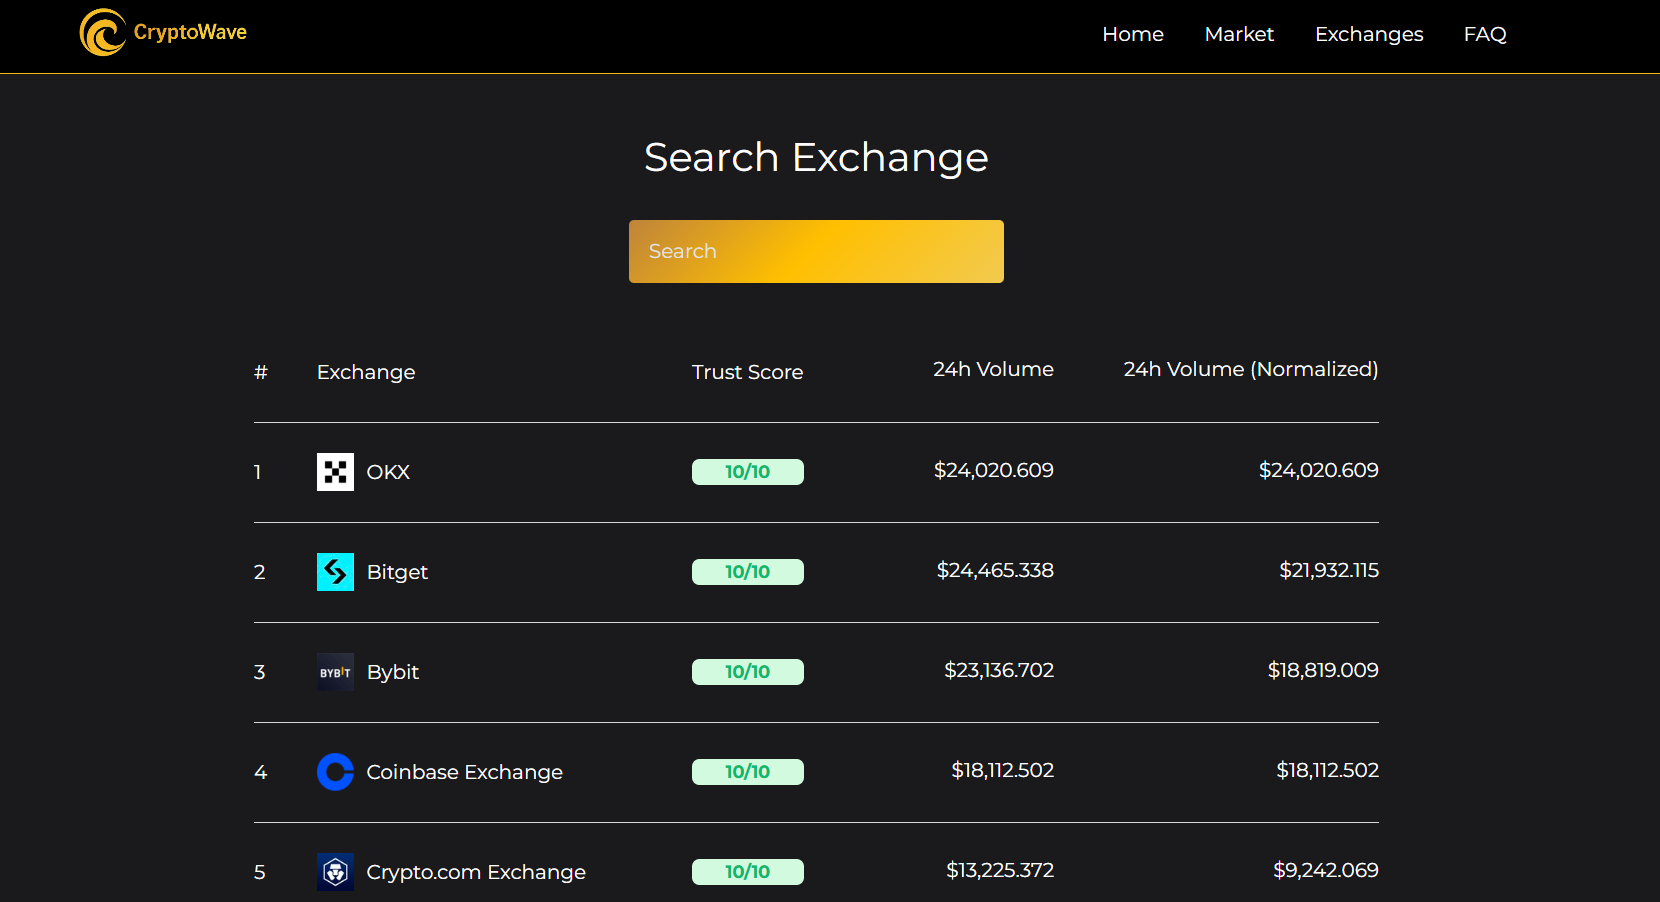 CryptoWave Home Market Exchanges FAQ
Search Exchange
Search
# Exchange Trust Score 24h Volume 24h Volume (Normalized)
1 OKX 10/10 $24,020.609 $24,020.609
2 Bitget 10/10 $24,465.338 $21,932.115
3 BYBIT Bybit 10/10 $23,136.702 $18,819.009
4 Coinbase Exchange 10/10 $18,112.502 $18,112.502
5 Crypto.com Exchange 10/10 $13,225.372 $9,242.069